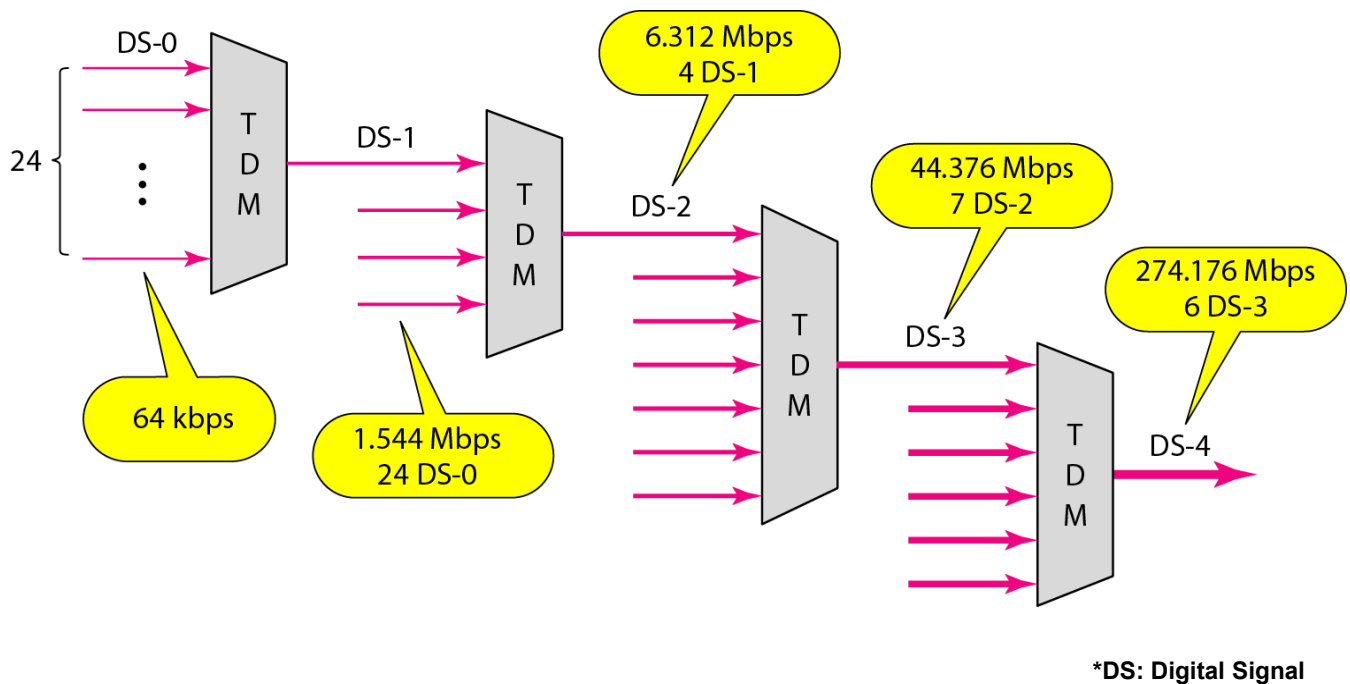 DS-0
24
T
D
M
64 kbps
DS-1
1.544 Mbps
24 DS-0
T
D
M
6.312 Mbps
4 DS-1
DS-2
T
D
M
44.376 Mbps
7 DS-2
DS-3
T
D
M
274.176 Mbps
6 DS-3
DS-4
*DS: Digital Signal